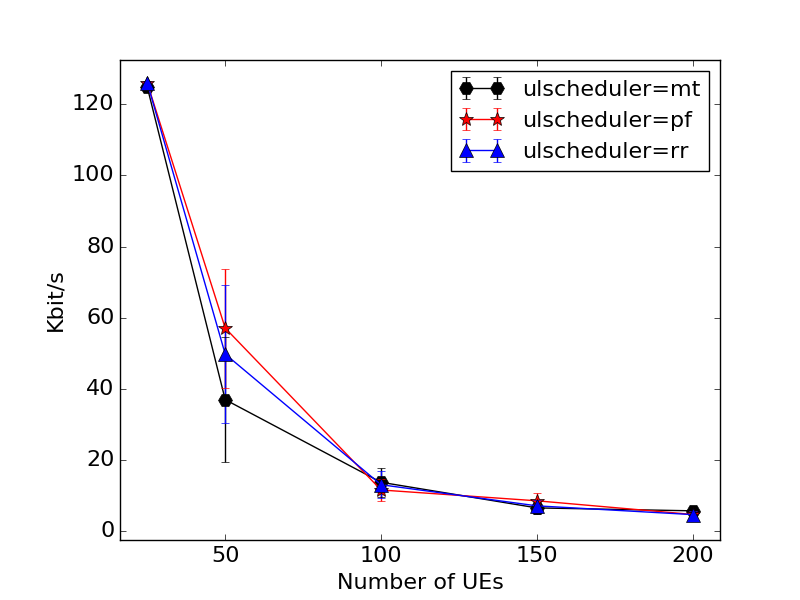 ulscheduler=mt
ulscheduler=pf
ulscheduler=rr
Kbit/s
120
100
80
60
40
20
0
50 100 150 200
Number of UEs